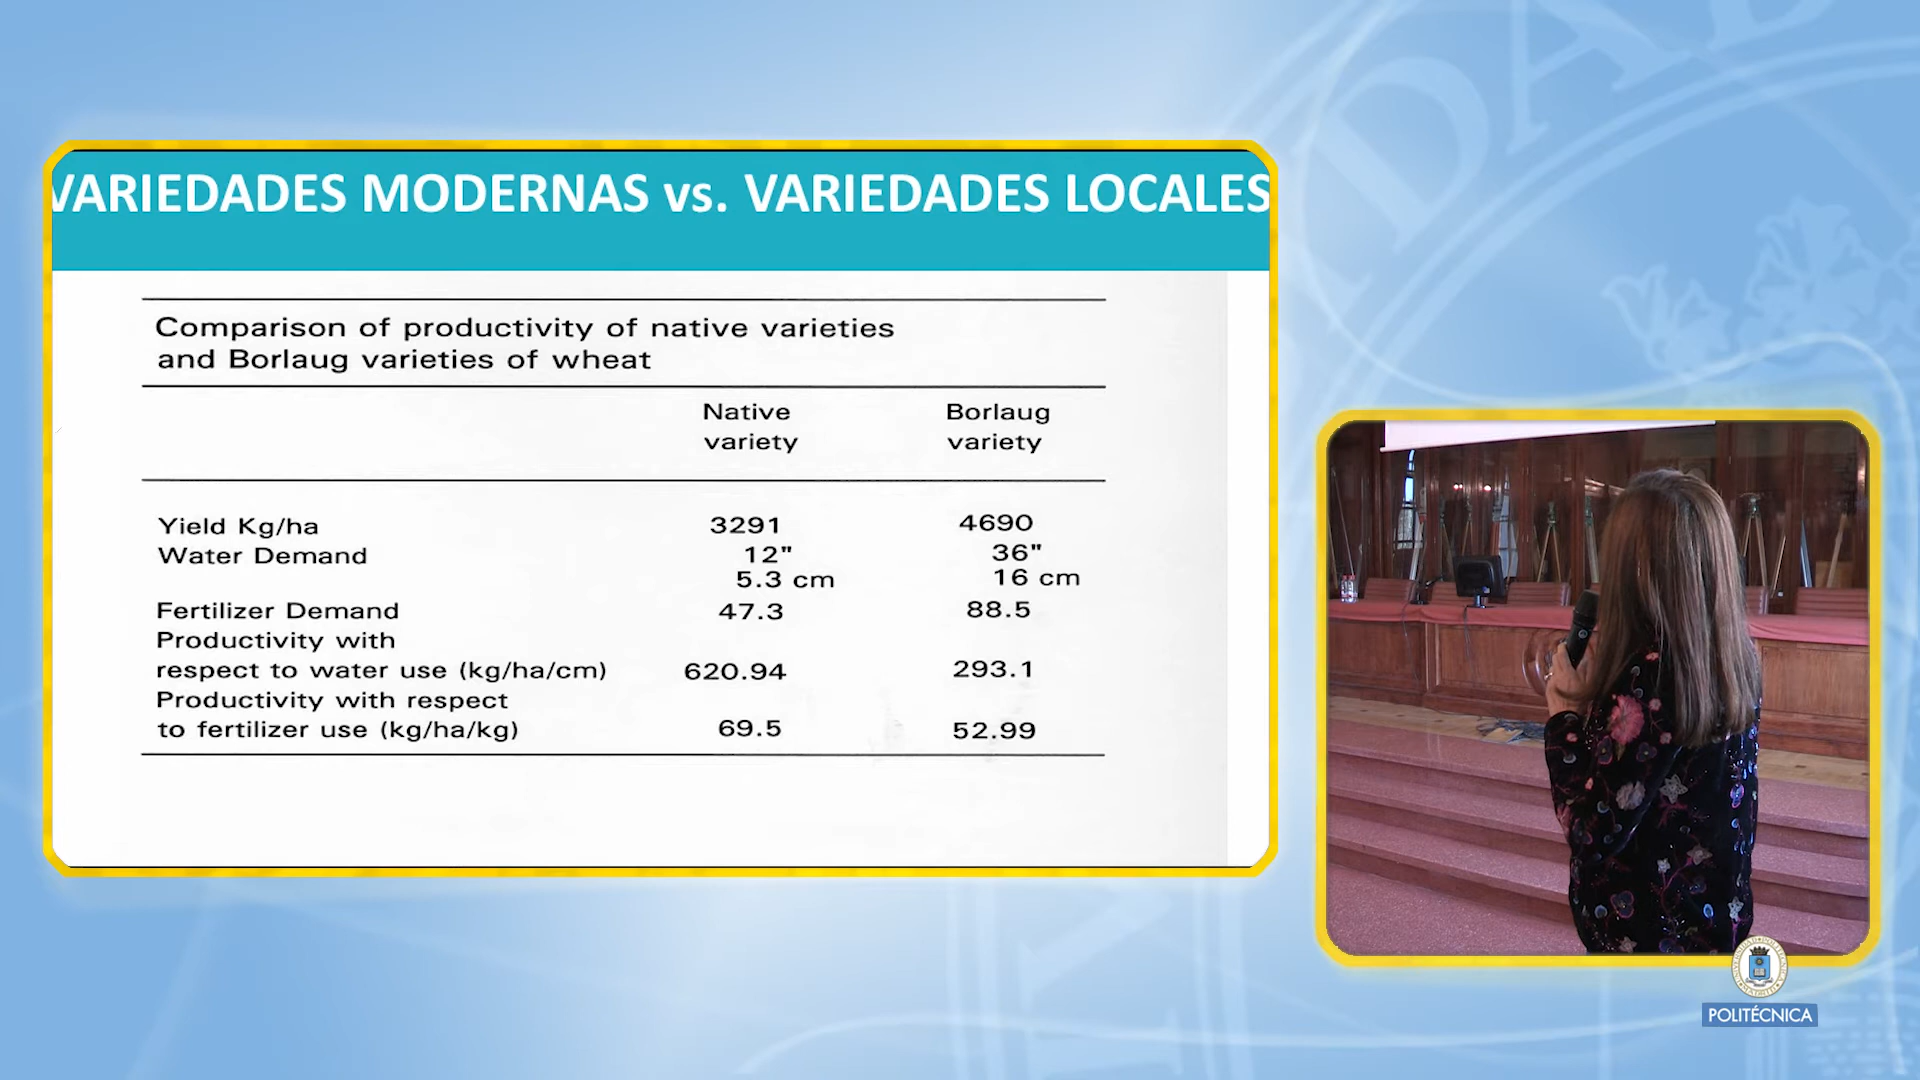 VARIEDADES MODERNAS vs. VARIEDADES LOCALES
Comparison of productivity of native varieties
and Borlaug varieties of wheat
Native Borlaug
variety variety
Yield Kg/ha 3291 4690
Water Demand 12" 36"
5.3 cm 16 cm
Fertilizer Demand 47.3 88.5
Productivity with
respect to water use (kg/ha/cm) 620.94 293.1
Productivity with respect
to fertilizer use (kg/ha/kg) 69.5 52.99
POLITÉCNICA